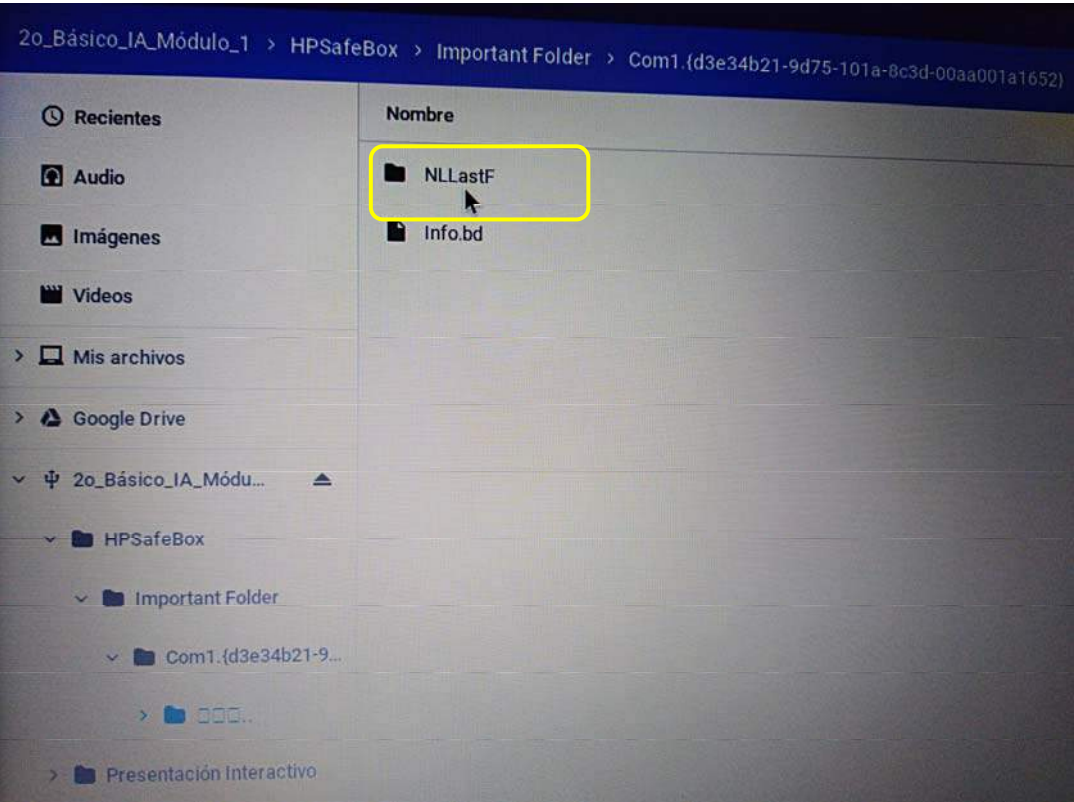 2o_Básico_IA_Módulo_1 > HPSafeBox > Important Folder > Com1.{d3e34b21-9d75-101a-8c3d-00aa001a1652}
Recientes
Audio
Imágenes
Videos
Mis archivos
Google Drive
2o_Básico_IA_Módu...
HPSafeBox
Important Folder
Com1.{d3e34b21-9...
Presentación Interactivo
Nombre
NLLastF
Info.bd